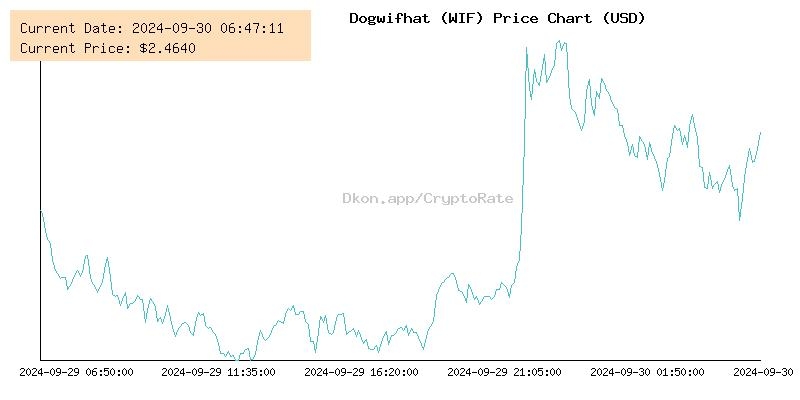 Dogwifhat (WIF) Price Chart (USD)
Current Date: 2024-09-30 06:47:11
Current Price: $2.4640
Dkon.app/CryptoRate
2024-09-29 06:50:00 2024-09-29 11:35:00 2024-09-29 16:20:00 2024-09-29 21:05:00 2024-09-30 01:50:00 2024-09-30